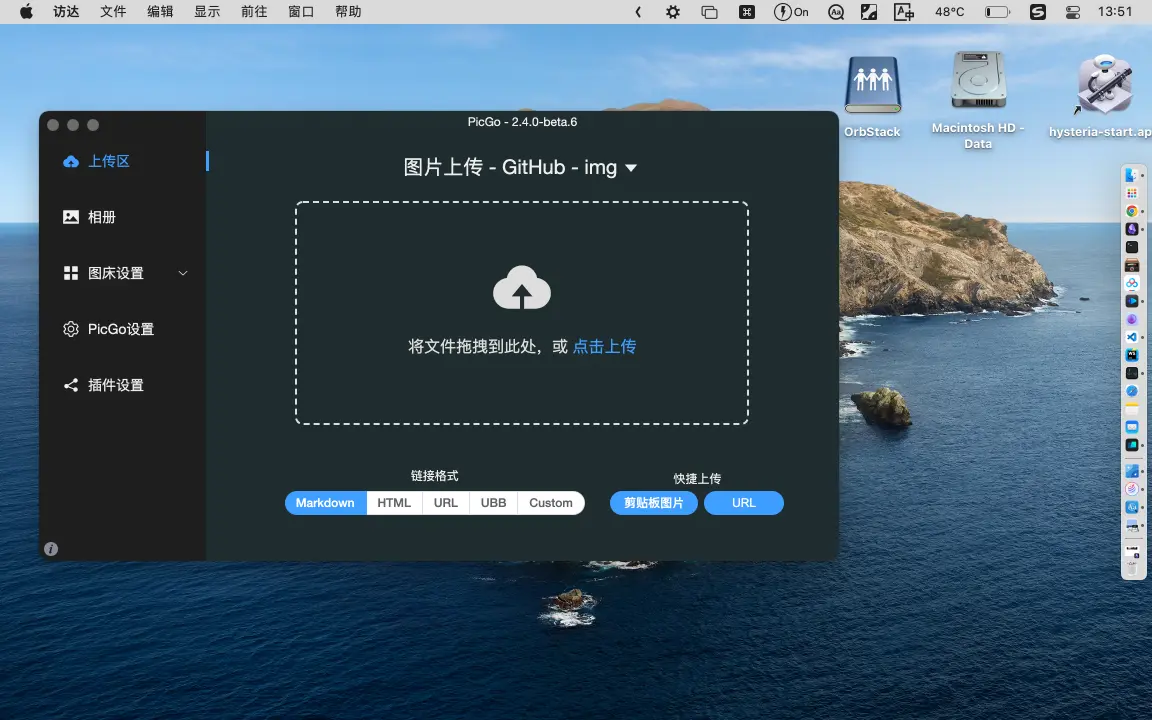 访达 文件 编辑 显示 前往 窗口 帮助 On Aa A中 48°C S 13:51
OrbStack
Macintosh HD -
Data
hysteria-start.ap
PicGo - 2.4.0-beta.6
上传区
相册
图床设置
PicGo设置
插件设置
图片上传 - GitHub - img
将文件拖拽到此处，或 点击上传
链接格式
Markdown HTML URL UBB Custom
快捷上传
剪贴板图片 URL